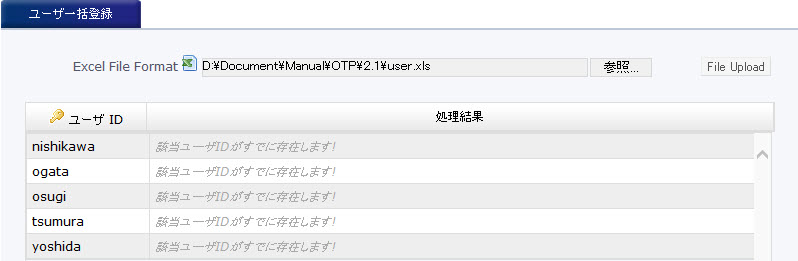 ユーザ一括登録
Excel File Format D:¥Document¥Manual¥OTP¥2.1¥user.xls 参照... File Upload
ユーザ ID 処理結果
nishikawa 該当ユーザIDがすでに存在します!
ogata 該当ユーザIDがすでに存在します!
osugi 該当ユーザIDがすでに存在します!
tsumura 該当ユーザIDがすでに存在します!
yoshida 該当ユーザIDがすでに存在します!